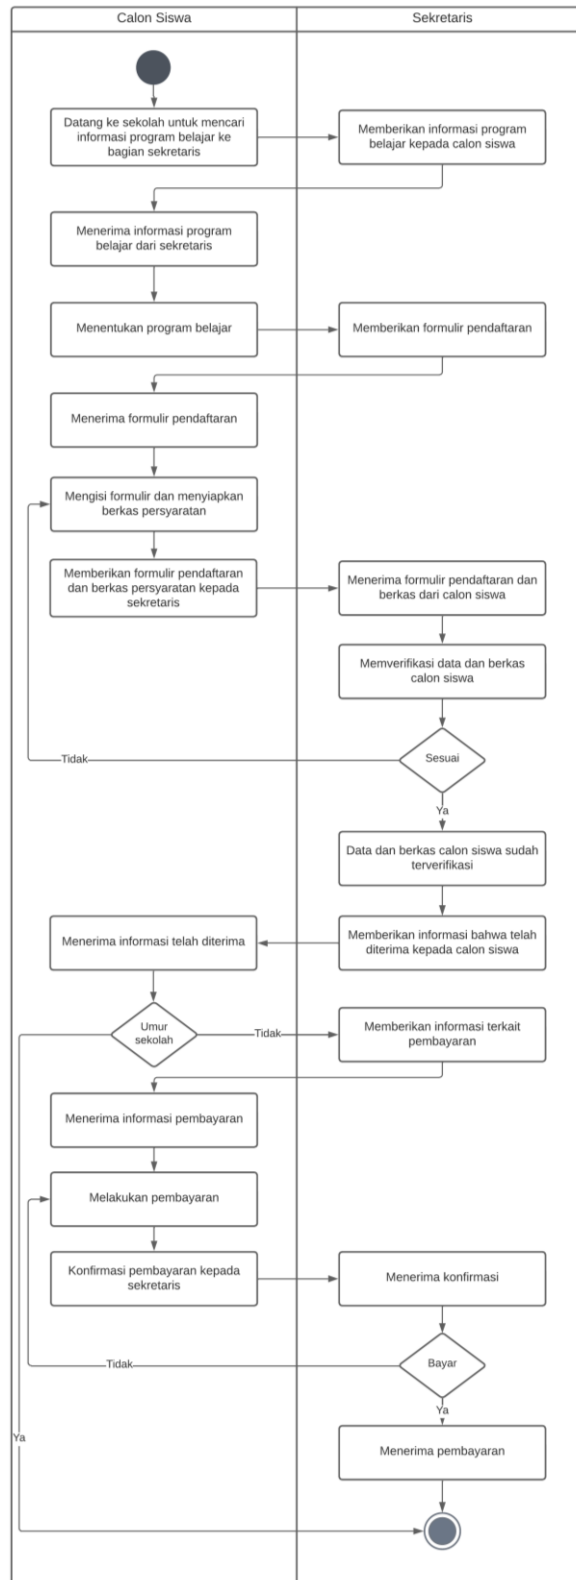 Calon Siswa
Sekretaris
Datang ke sekolah untuk mencari
informasi program belajar ke
bagian sekretaris
Memberikan informasi program
belajar kepada calon siswa
Menerima informasi program
belajar dari sekretaris
Menentukan program belajar
Memberikan formulir pendaftaran
Menerima formulir pendaftaran
Mengisi formulir dan menyiapkan
berkas persyaratan
Memberikan formulir pendaftaran
dan berkas persyaratan kepada
sekretaris
Menerima formulir pendaftaran dan
berkas dari calon siswa
Memverifikasi data dan berkas
calon siswa
Sesuai
Tidak
Ya
Data dan berkas calon siswa sudah
terverifikasi
Memberikan informasi bahwa telah
diterima kepada calon siswa
Menerima informasi telah diterima
Umur
sekolah
Tidak
Memberikan informasi terkait
pembayaran
Menerima informasi pembayaran
Melakukan pembayaran
Konfirmasi pembayaran kepada
sekretaris
Menerima konfirmasi
Bayar
Tidak
Ya
Ya
Menerima pembayaran